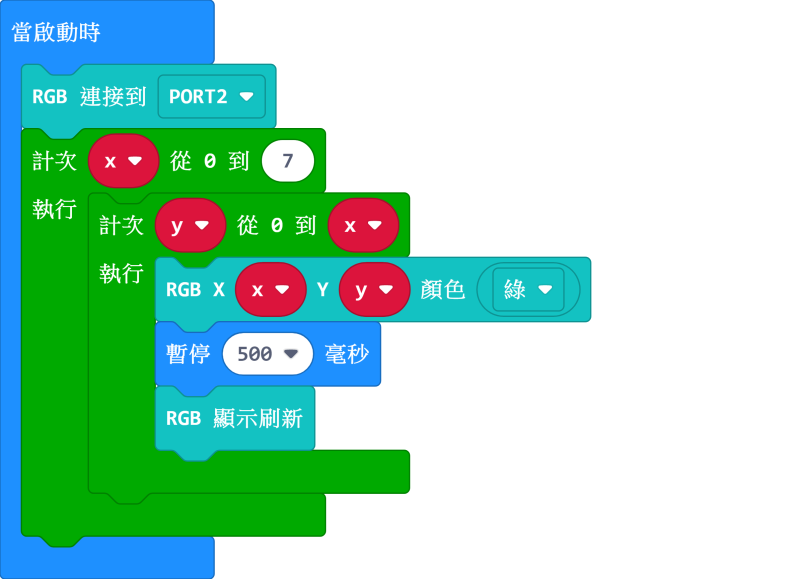 當啟動時
RGB 連接到 PORT2
計次 x 從 0 到 7
執行
計次 y 從 0 到 x
執行
RGB X x Y y 顏色 綠
暫停 500 毫秒
RGB 顯示刷新